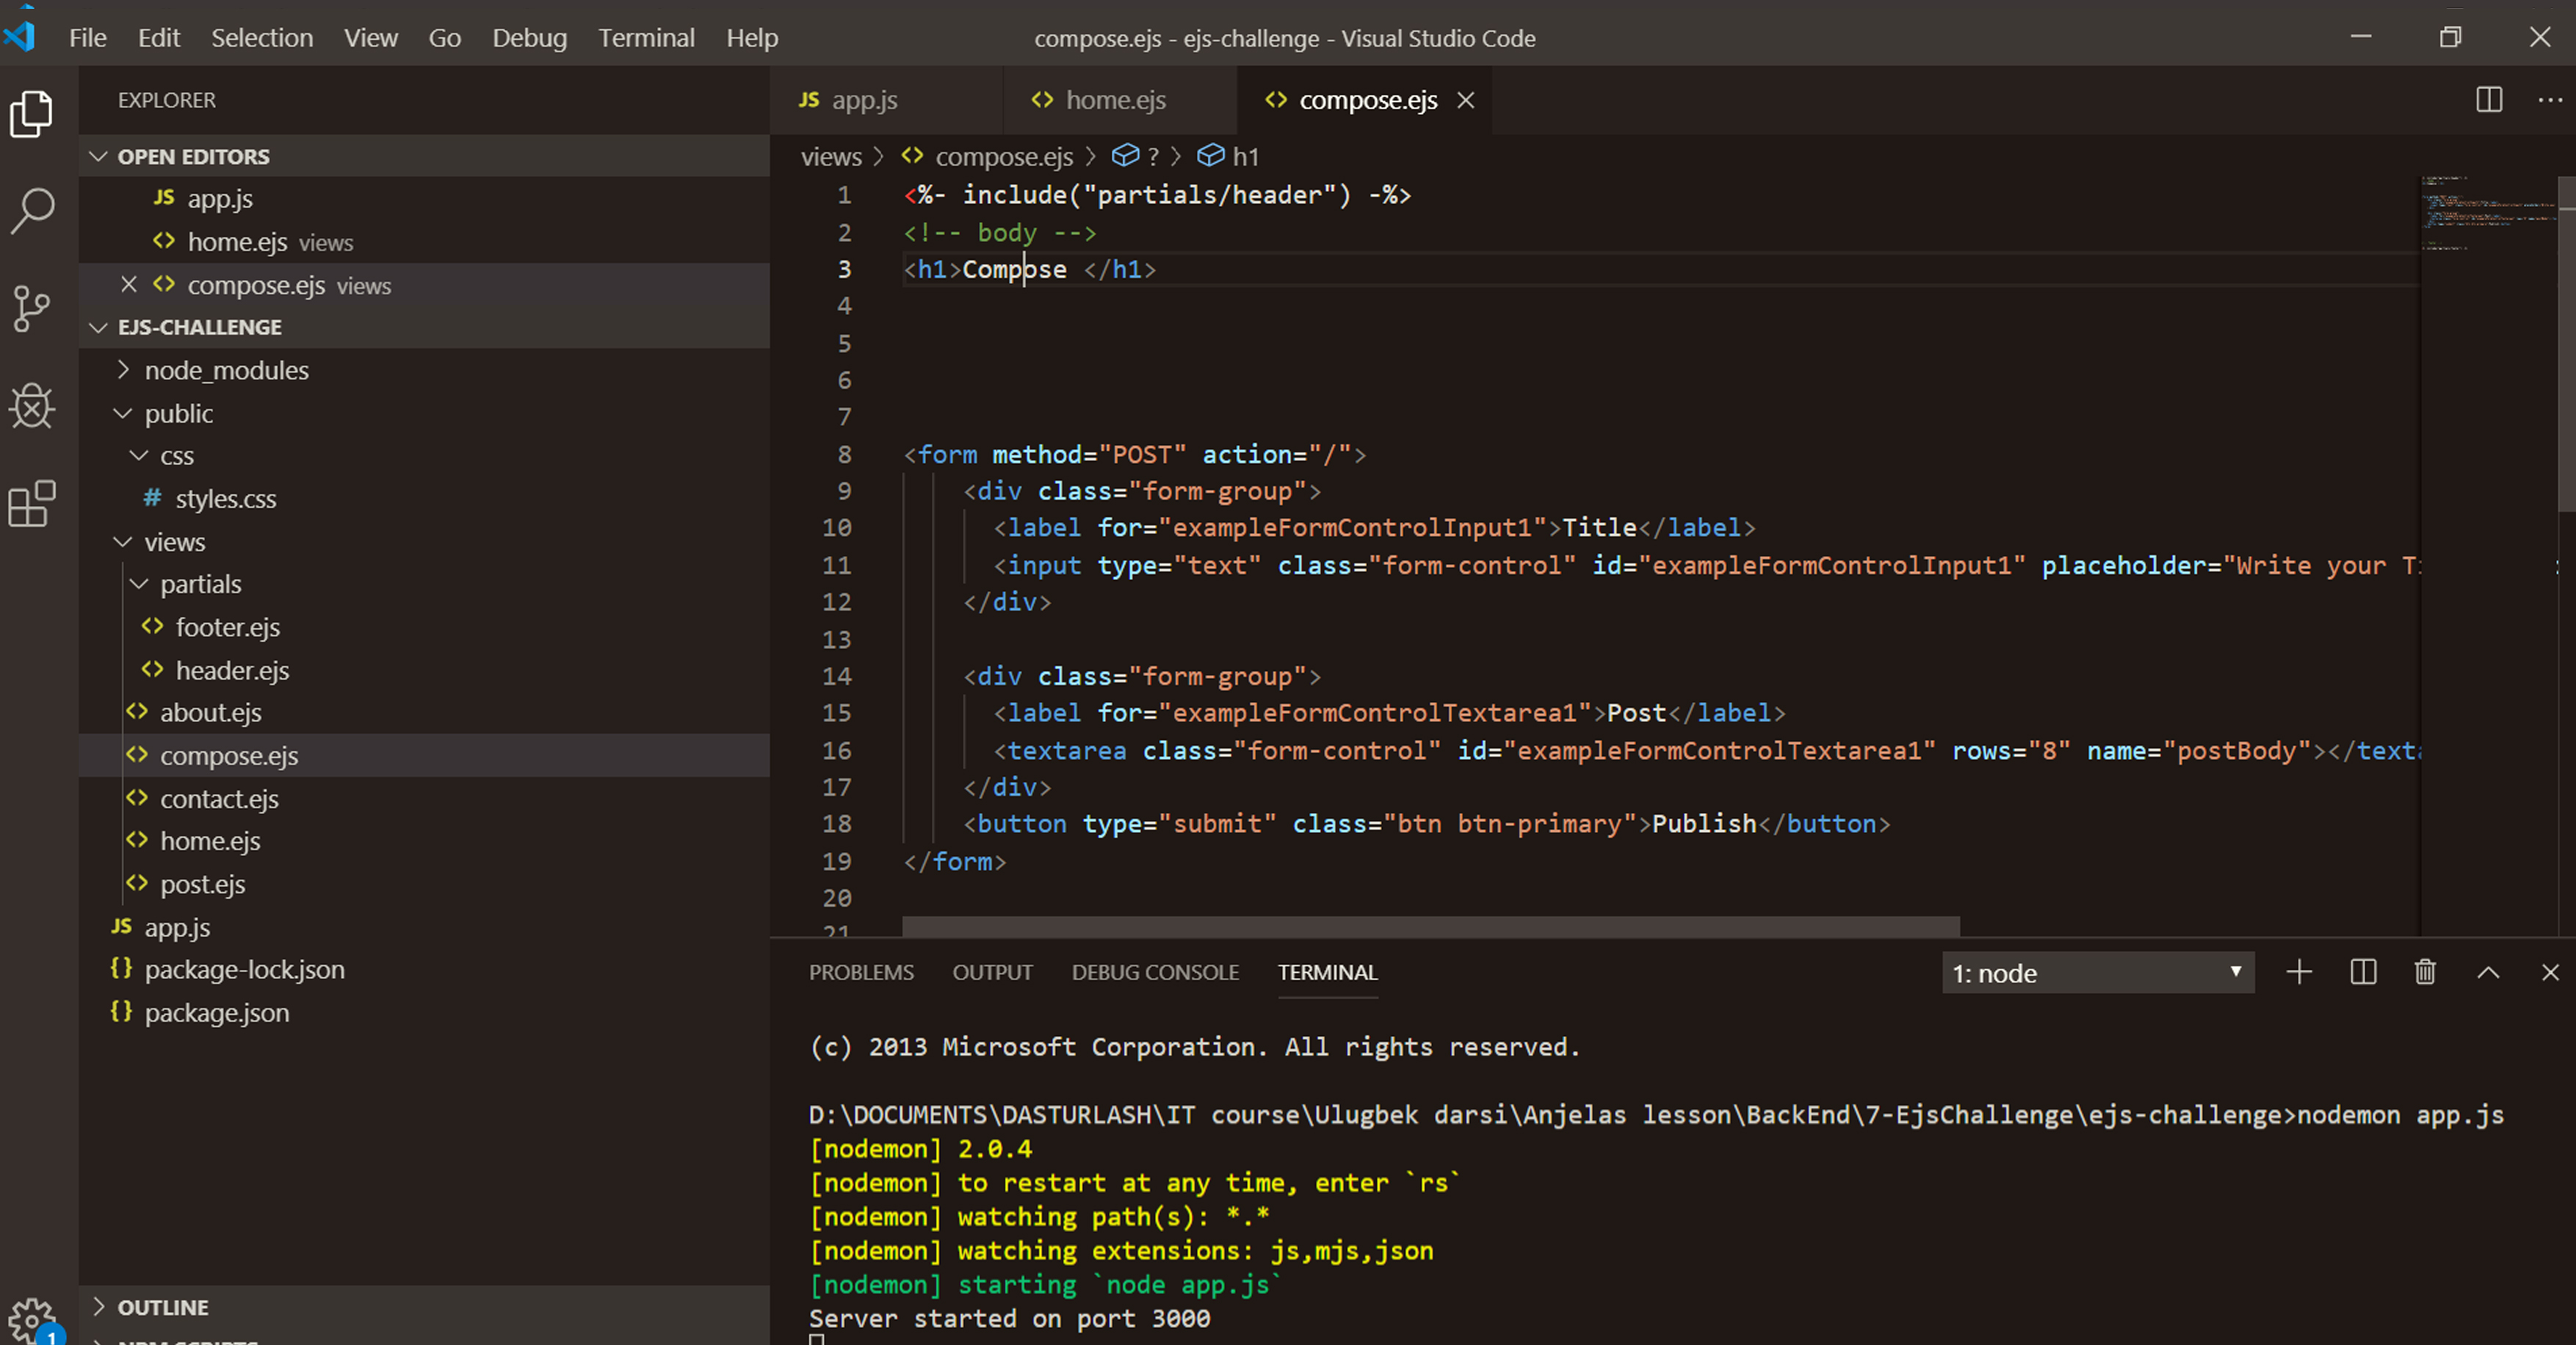 File Edit Selection View Go Debug Terminal Help
compose.ejs - ejs-challenge - Visual Studio Code
EXPLORER
OPEN EDITORS
JS app.js
<> home.ejs views
<> compose.ejs views
EJS-CHALLENGE
node_modules
public
css
# styles.css
views
partials
<> footer.ejs
<> header.ejs
<> about.ejs
<> compose.ejs
<> contact.ejs
<> home.ejs
<> post.ejs
JS app.js
{} package-lock.json
{} package.json
OUTLINE
NPM SCRIPTS
1
JS app.js <> home.ejs <> compose.ejs
views > <> compose.ejs > ? > h1
1 <%- include("partials/header") -%>
2 <!-- body -->
3 <h1>Compose </h1>
4
5
6
7
8 <form method="POST" action="/">
9 <div class="form-group">
10 <label for="exampleFormControlInput1">Title</label>
11 <input type="text" class="form-control" id="exampleFormControlInput1" placeholder="Write your
12 </div>
13
14 <div class="form-group">
15 <label for="exampleFormControlTextarea1">Post</label>
16 <textarea class="form-control" id="exampleFormControlTextarea1" rows="8" name="postBody"></texta
17 </div>
18 <button type="submit" class="btn btn-primary">Publish</button>
19 </form>
20
21
PROBLEMS OUTPUT DEBUG CONSOLE TERMINAL 1: node
(c) 2013 Microsoft Corporation. All rights reserved.
D:\DOCUMENTS\DASTURLASH\IT course\Ulugbek darsi\Anjelas lesson\BackEnd\7-EjsChallenge\ejs-challenge>nodemon app.js
[nodemon] 2.0.4
[nodemon] to restart at any time, enter `rs`
[nodemon] watching path(s): *.*
[nodemon] watching extensions: js,mjs,json
[nodemon] starting `node app.js`
Server started on port 3000